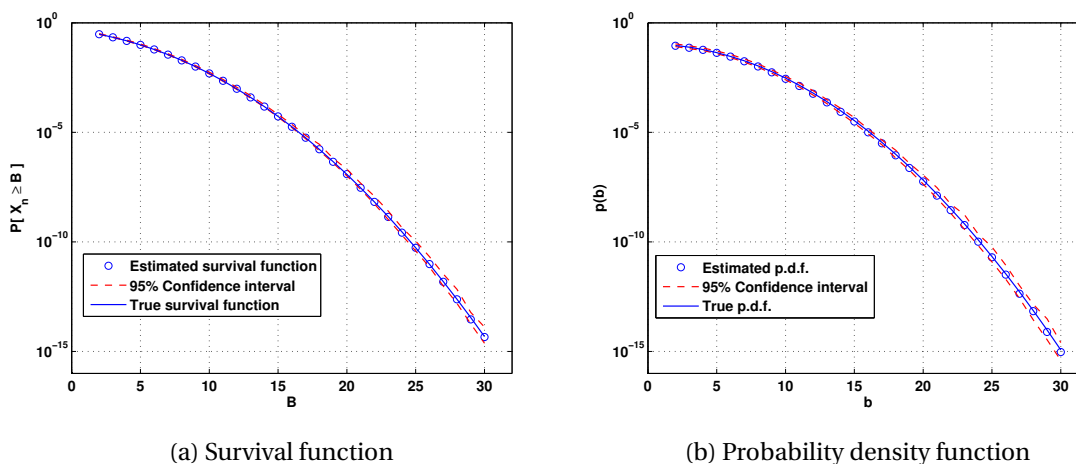 10^0
10^-5
10^-10
10^-15
P[ X_n ≥ B ]
0 5 10 15 20 25 30
B
Estimated survival function
95% Confidence interval
True survival function
(a) Survival function
10^0
10^-5
10^-10
10^-15
p(b)
0 5 10 15 20 25 30
b
Estimated p.d.f.
95% Confidence interval
True p.d.f.
(b) Probability density function